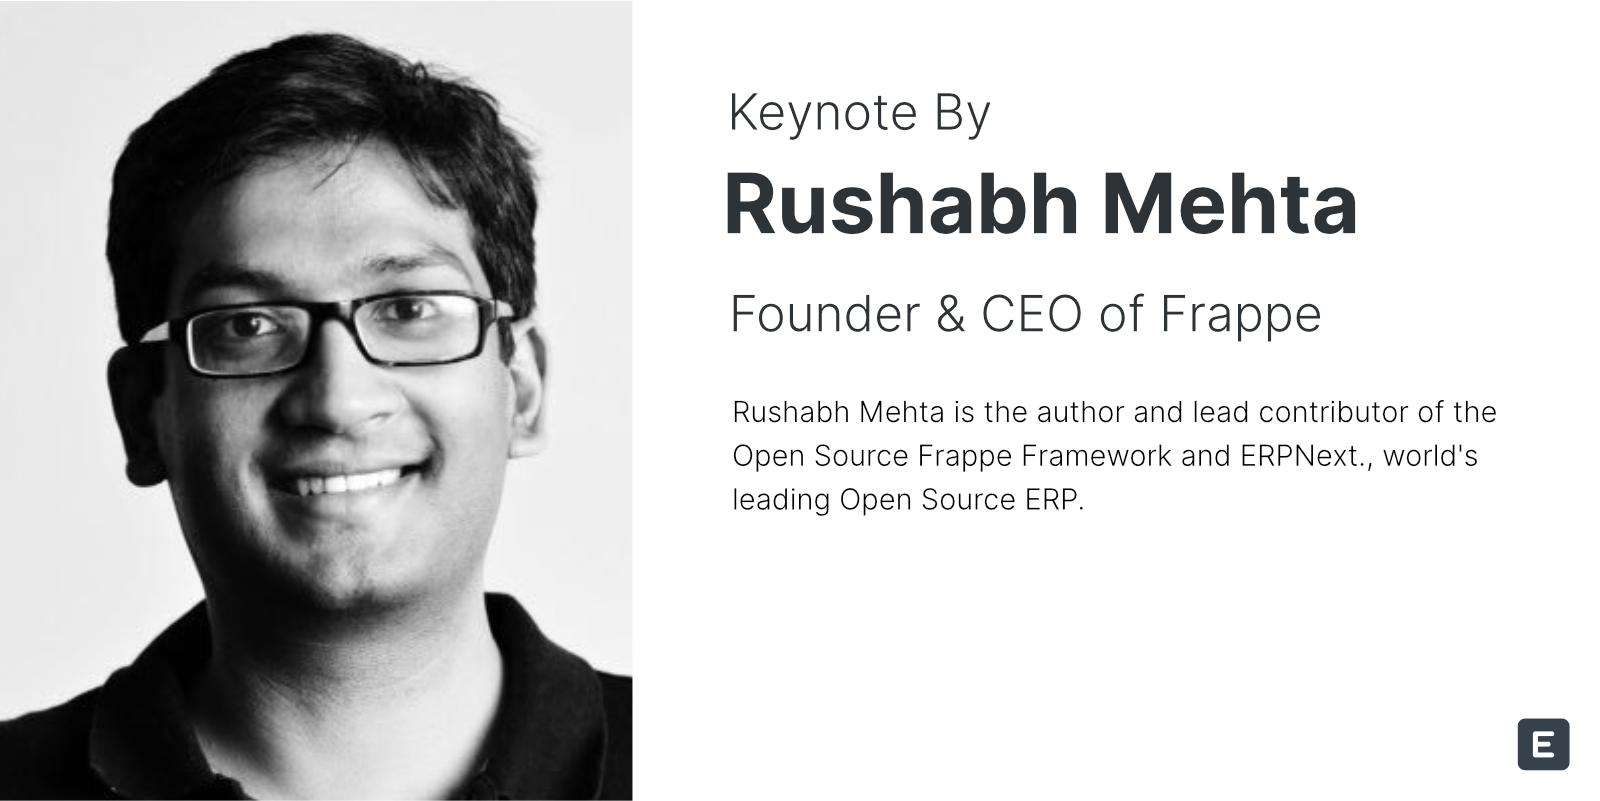 Keynote By
Rushabh Mehta
Founder & CEO of Frappe
Rushabh Mehta is the author and lead contributor of the
Open Source Frappe Framework and ERPNext., world's
leading Open Source ERP.
E